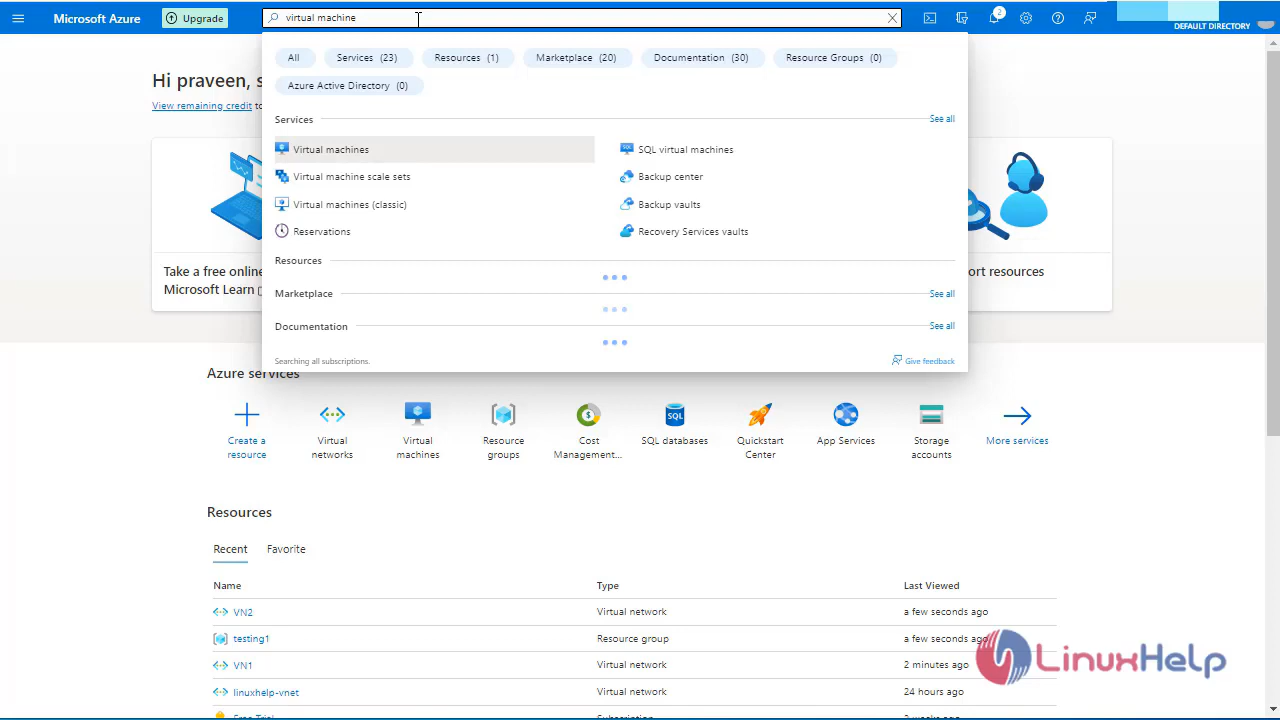 Microsoft Azure
Upgrade
virtual machine
2
DEFAULT DIRECTORY
All
Services (23)
Resources (1)
Marketplace (20)
Documentation (30)
Resource Groups (0)
Azure Active Directory (0)
Hi praveen, s
View remaining credit to
Services
See all
Virtual machines
SQL virtual machines
Virtual machine scale sets
Backup center
Virtual machines (classic)
Backup vaults
Reservations
Recovery Services vaults
Resources
Marketplace
See all
Documentation
See all
Searching all subscriptions.
Give feedback
Take a free online
Microsoft Learn
ort resources
Azure services
Create a
resource
Virtual
networks
Virtual
machines
Resource
groups
Cost
Management...
SQL
SQL databases
Quickstart
Center
App Services
Storage
accounts
More services
Resources
Recent
Favorite
Name
Type
Last Viewed
VN2
Virtual network
a few seconds ago
testing1
Resource group
a few seconds ago
VN1
Virtual network
2 minutes ago
linuxhelp-vnet
Virtual network
24 hours ago
LinuxHelp